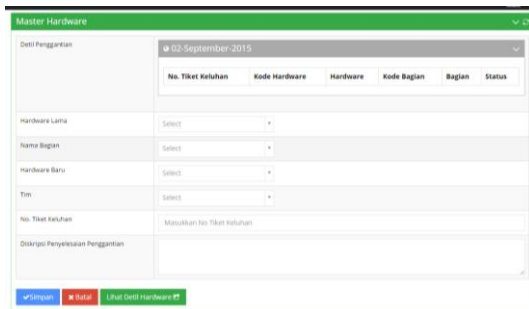 Master Hardware
Detil Penggantian
02-September-2015
No. Tiket Keluhan Kode Hardware Hardware Kode Bagian Bagian Status
Hardware Lama Select
Nama Bagian Select
Hardware Baru Select
Tim Select
No. Tiket Keluhan Masukkan No Tiket Keluhan
Diskripsi Penyelesaian Penggantian
Simpan Batal Lihat Detil Hardware